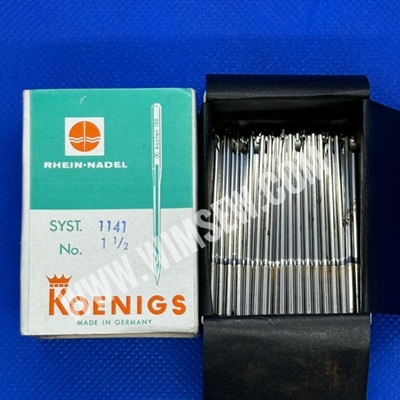 RHEIN-NADEL
SYST. 1141
No. 1 1/2
KOENIGS
MADE IN GERMANY
WWW.WIMSEW.COM